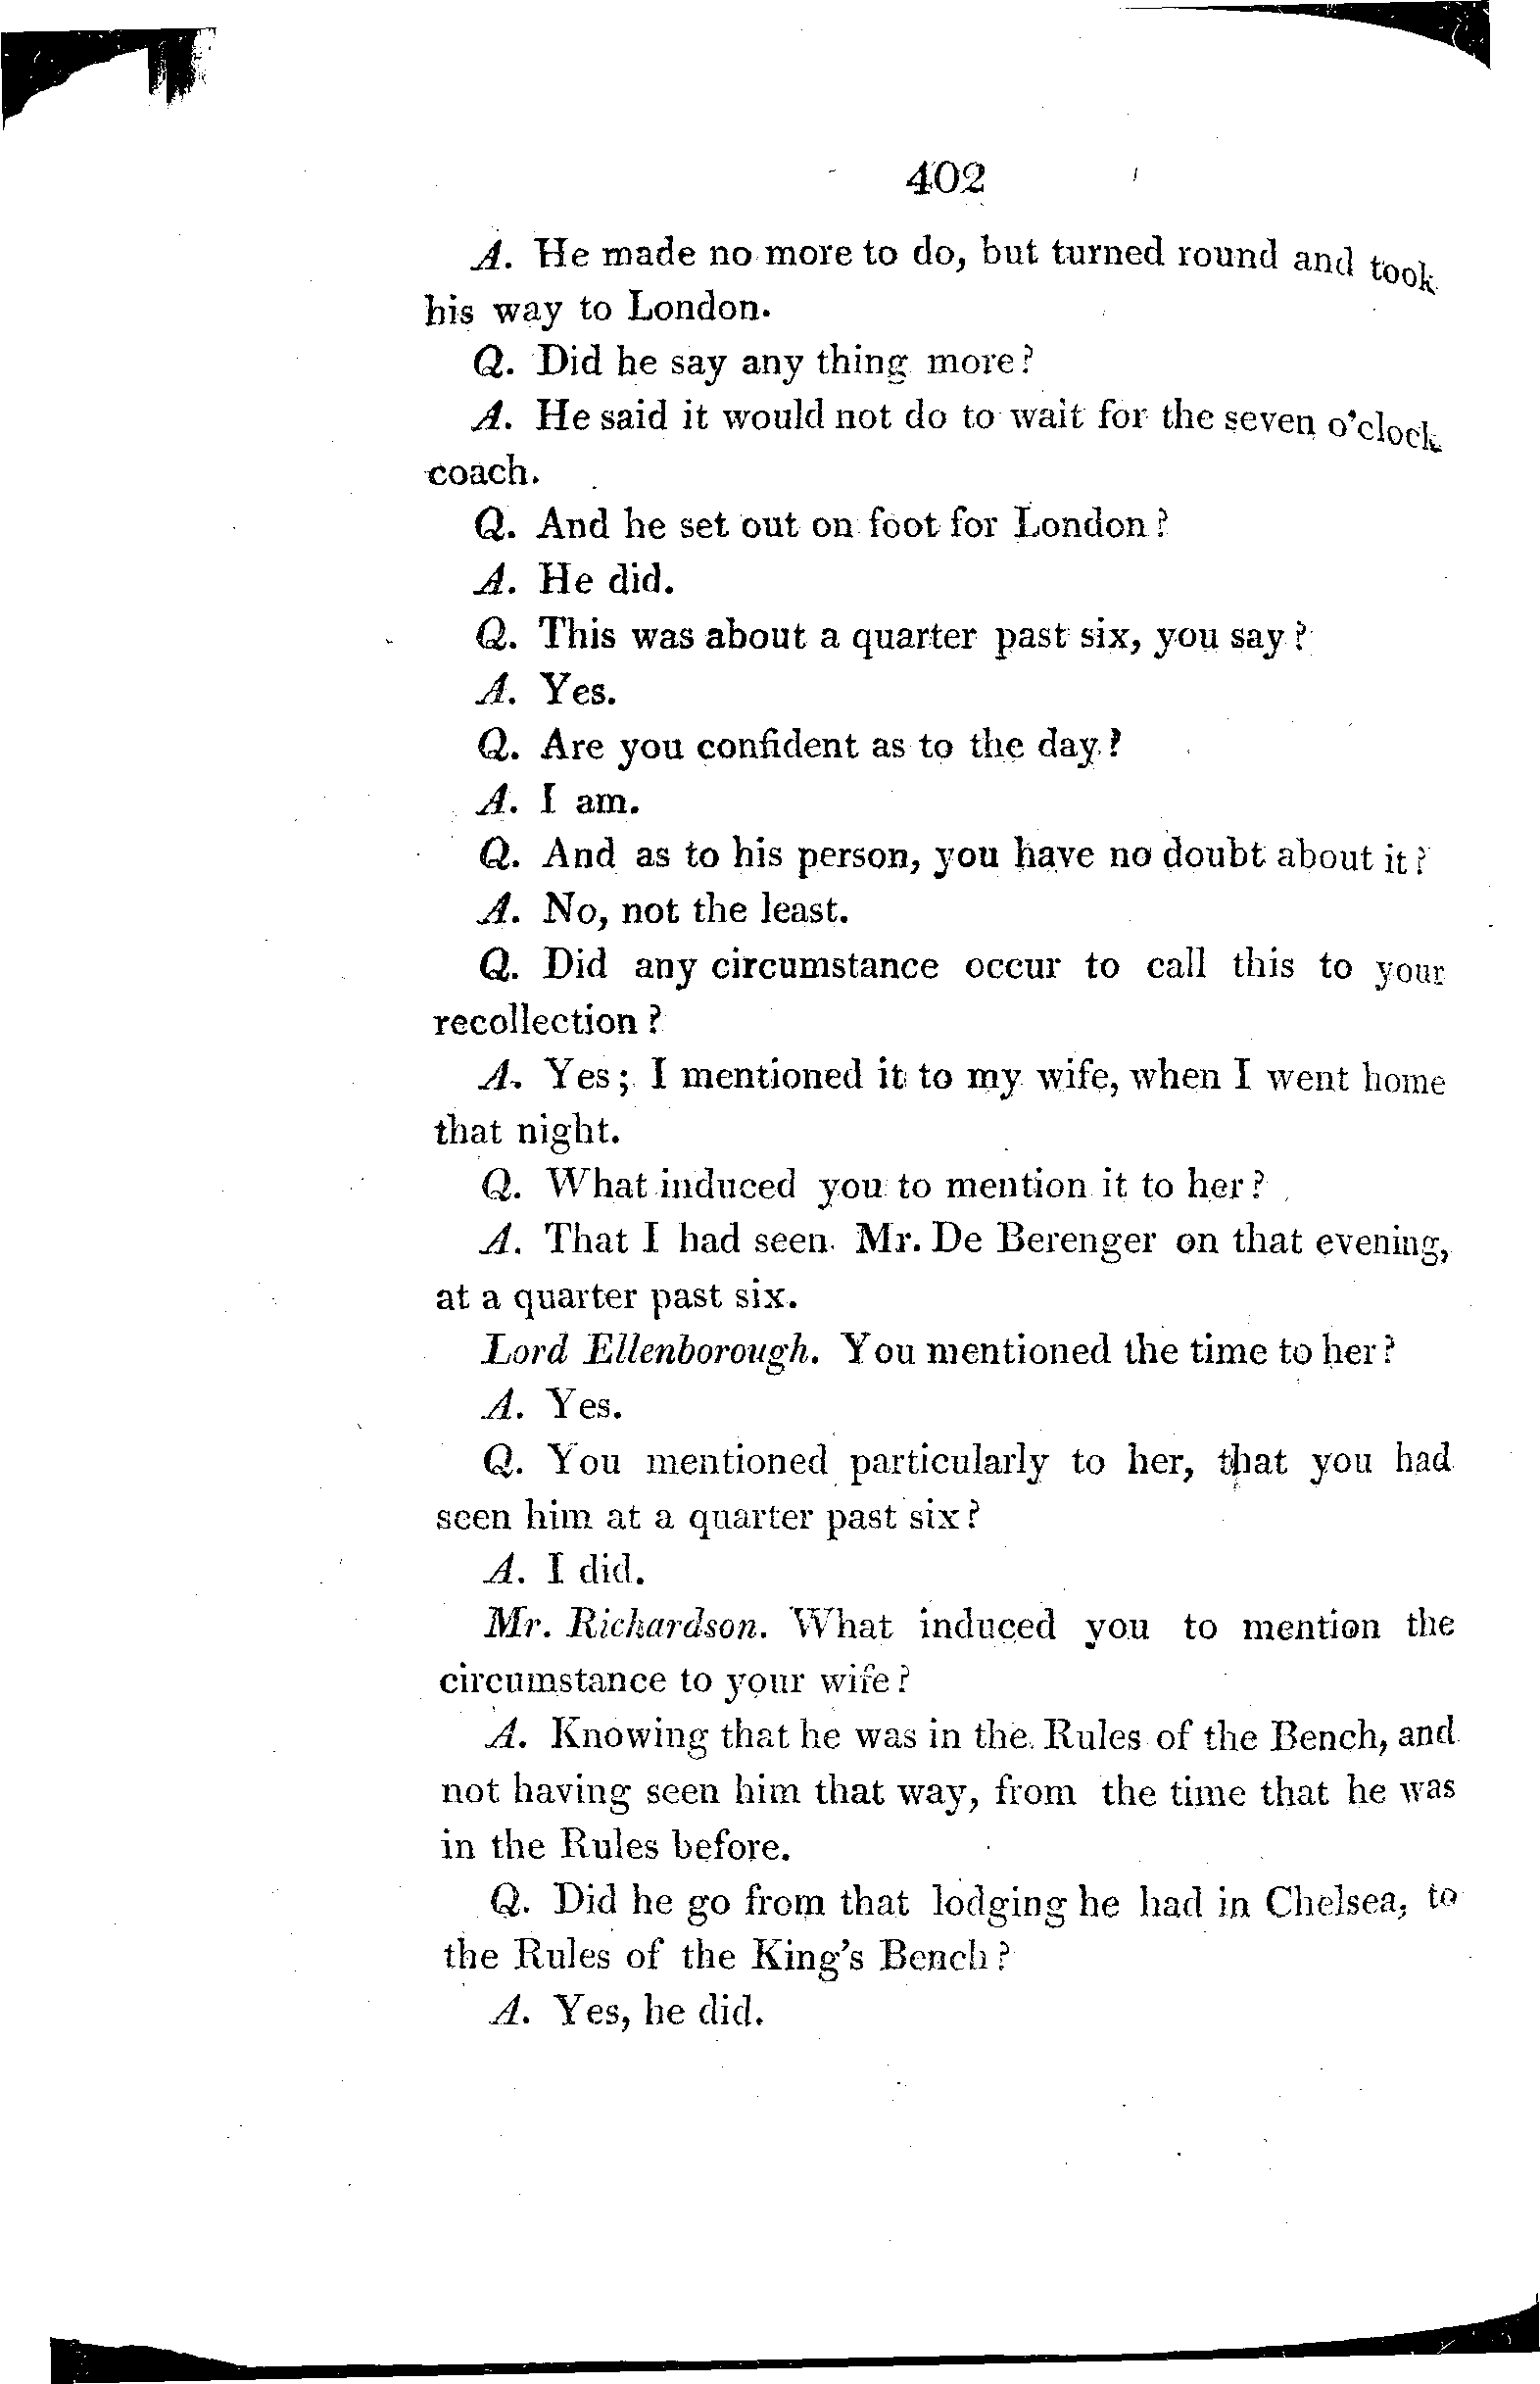 402
A. He made no more to do, but turned round and took
his way to London.
Q. Did he say any thing more?
A. He said it would not do to wait for the seven o'clock
coach.
Q. And he set out on foot for London?
A. He did.
Q. This was about a quarter past six, you say?
A. Yes.
Q. Are you confident as to the day?
A. I am.
Q. And as to his person, you have no doubt about it?
A. No, not the least.
Q. Did any circumstance occur to call this to your
recollection?
A. Yes; I mentioned it to my wife, when I went home
that night.
Q. What induced you to mention it to her?
A. That I had seen Mr. De Berenger on that evening,
at a quarter past six.
Lord Ellenborough. You mentioned the time to her?
A. Yes.
Q. You mentioned particularly to her, that you had
seen him at a quarter past six?
A. I did.
Mr. Richardson. What induced you to mention the
circumstance to your wife?
A. Knowing that he was in the Rules of the Bench, and
not having seen him that way, from the time that he was
in the Rules before.
Q. Did he go from that lodging he had in Chelsea, to
the Rules of the King's Bench?
A. Yes, he did.